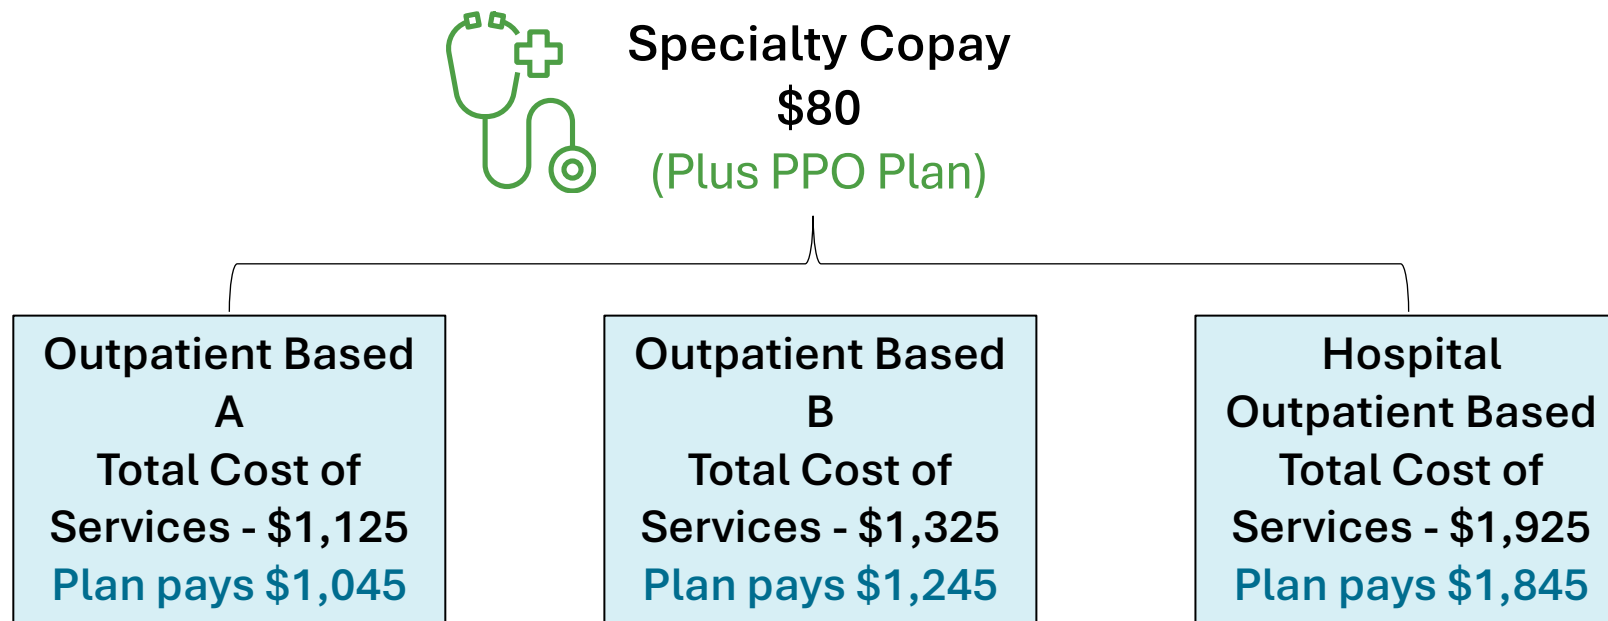 Specialty Copay
$80
(Plus PPO Plan)
Outpatient Based
A
Total Cost of
Services - $1,125
Plan pays $1,045
Outpatient Based
B
Total Cost of
Services - $1,325
Plan pays $1,245
Hospital
Outpatient Based
Total Cost of
Services - $1,925
Plan pays $1,845